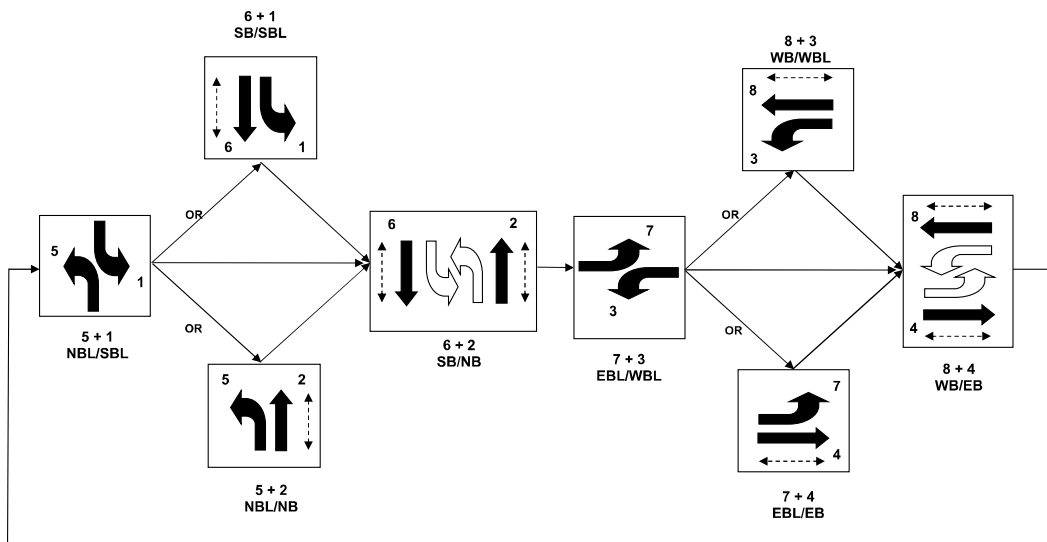 6 + 1
SB/SBL
6
1
OR
5
1
5 + 1
NBL/SBL
OR
5
2
5 + 2
NBL/NB
6
2
6 + 2
SB/NB
7
3
7 + 3
EBL/WBL
8 + 3
WB/WBL
8
3
OR
OR
7
4
7 + 4
EBL/EB
8
4
8 + 4
WB/EB